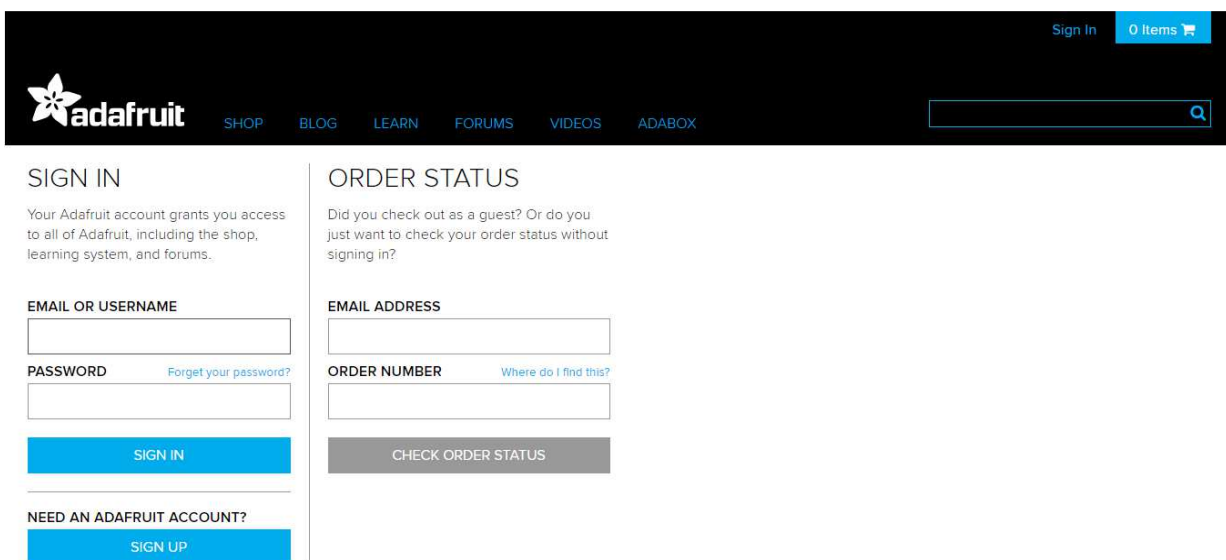 Sign In
0 Items
adafruit
SHOP BLOG LEARN FORUMS VIDEOS ADABOX
SIGN IN
Your Adafruit account grants you access
to all of Adafruit, including the shop,
learning system, and forums.
EMAIL OR USERNAME
PASSWORD Forget your password?
SIGN IN
NEED AN ADAFRUIT ACCOUNT?
SIGN UP
ORDER STATUS
Did you check out as a guest? Or do you
just want to check your order status without
signing in?
EMAIL ADDRESS
ORDER NUMBER Where do I find this?
CHECK ORDER STATUS